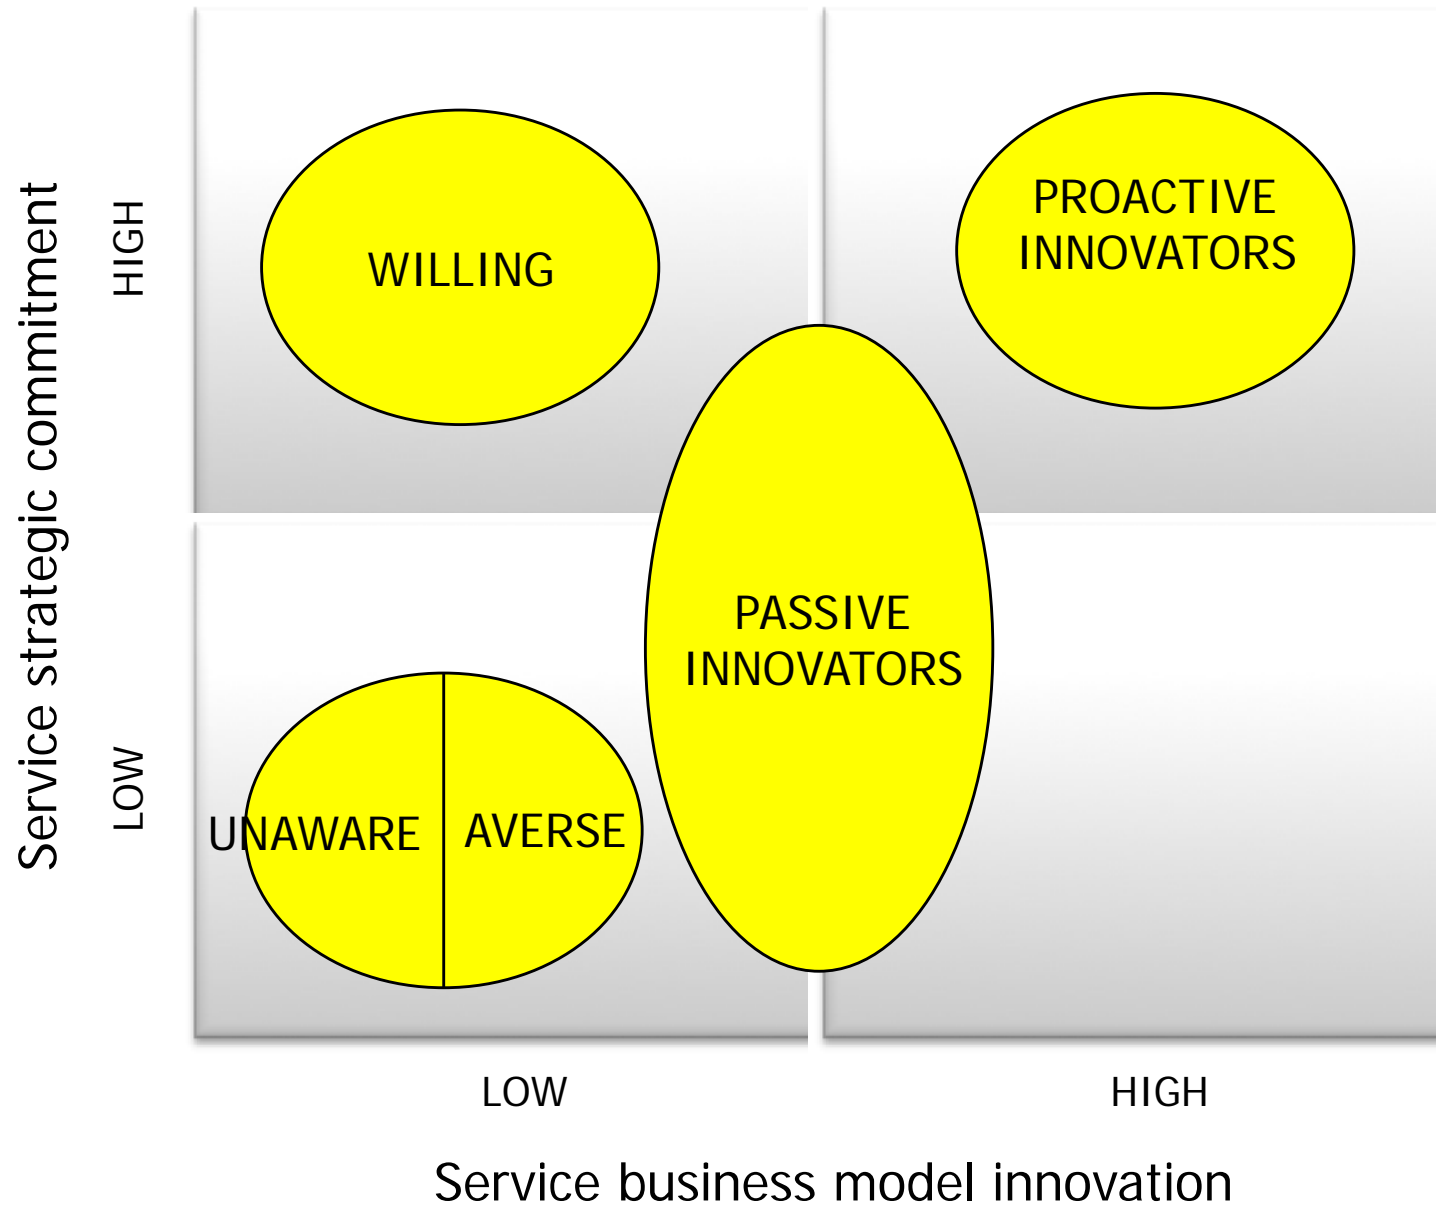 Service strategic commitment
HIGH
LOW
WILLING
PROACTIVE
INNOVATORS
PASSIVE
INNOVATORS
UNAWARE
AVERSE
LOW
HIGH
Service business model innovation